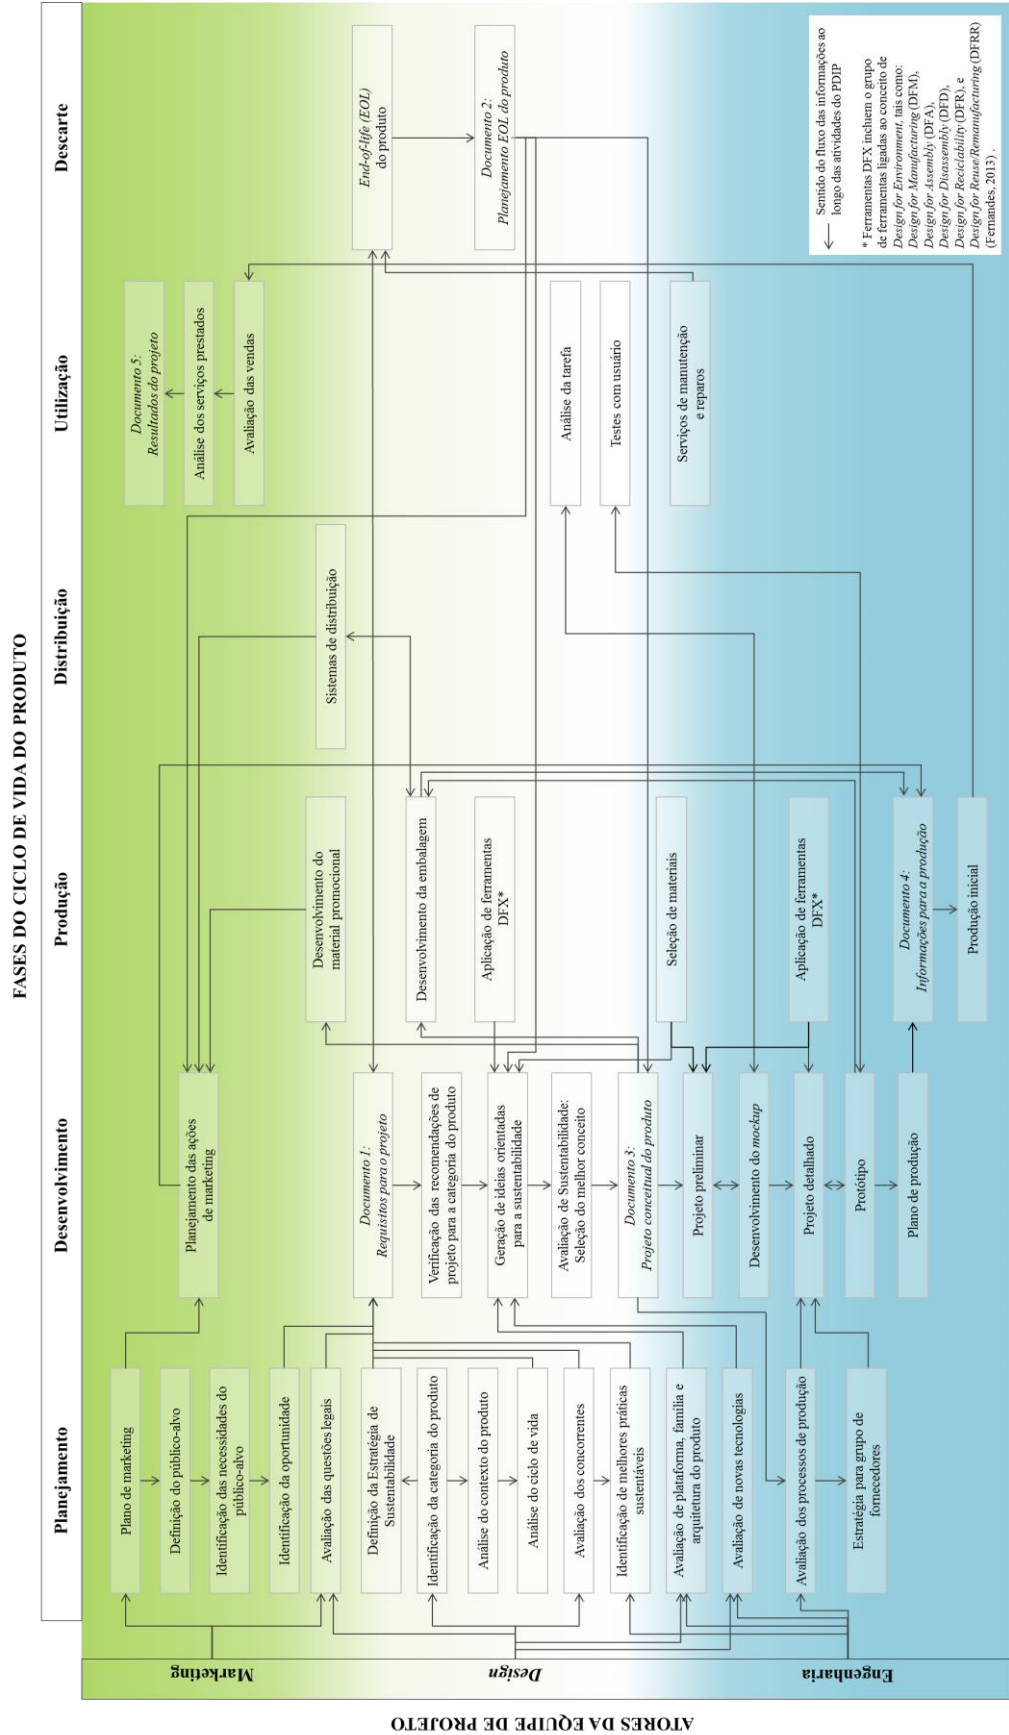 FASES DO CICLO DE VIDA DO PRODUTO
Planejamento
Desenvolvimento
Produção
Distribuição
Utilização
Descarte
ATORES DA EQUIPE DE PROJETO
Marketing
Design
Engenharia
Plano de marketing
Definição do público-alvo
Identificação das necessidades do
público-alvo
Identificação da oportunidade
Avaliação das questões legais
Definição da Estratégia de
Sustentabilidade
Identificação da categoria do produto
Análise do contexto do produto
Análise do ciclo de vida
Avaliação dos concorrentes
Identificação de melhores práticas
sustentáveis
Avaliação de plataforma, família e
arquitetura do produto
Avaliação de novas tecnologias
Avaliação dos processos de produção
Estratégia para grupo de
fornecedores
Planejamento das ações
de marketing
Documento 1:
Requisitos para o projeto
Verificação das recomendações de
projeto para a categoria do produto
Geração de ideias orientadas
para a sustentabilidade
Avaliação de Sustentabilidade:
Seleção do melhor conceito
Documento 3:
Projeto conceitual do produto
Projeto preliminar
Desenvolvimento do mockup
Projeto detalhado
Protótipo
Plano de produção
Desenvolvimento do
material promocional
Desenvolvimento da embalagem
Aplicação de ferramentas
DFX*
Seleção de materiais
Aplicação de ferramentas
DFX*
Documento 4:
Informações para a produção
Produção inicial
Sistemas de distribuição
Documento 5:
Resultados do projeto
Análise dos serviços prestados
Avaliação das vendas
Análise da tarefa
Testes com usuário
Serviços de manutenção
e reparos
End-of-life (EOL)
do produto
Documento 2:
Planejamento EOL do produto
Sentido do fluxo das informações ao
longo das atividades do PDIP
* Ferramentas DFX incluem o grupo
de ferramentas ligadas ao conceito de
Design for Environment, tais como:
Design for Manufacturing (DFM),
Design for Assembly (DFA),
Design for Disassembly (DFD),
Design for Reciclability (DFR), e
Design for Reuse/Remanufacturing (DFRR)
(Fernandes, 2013) .